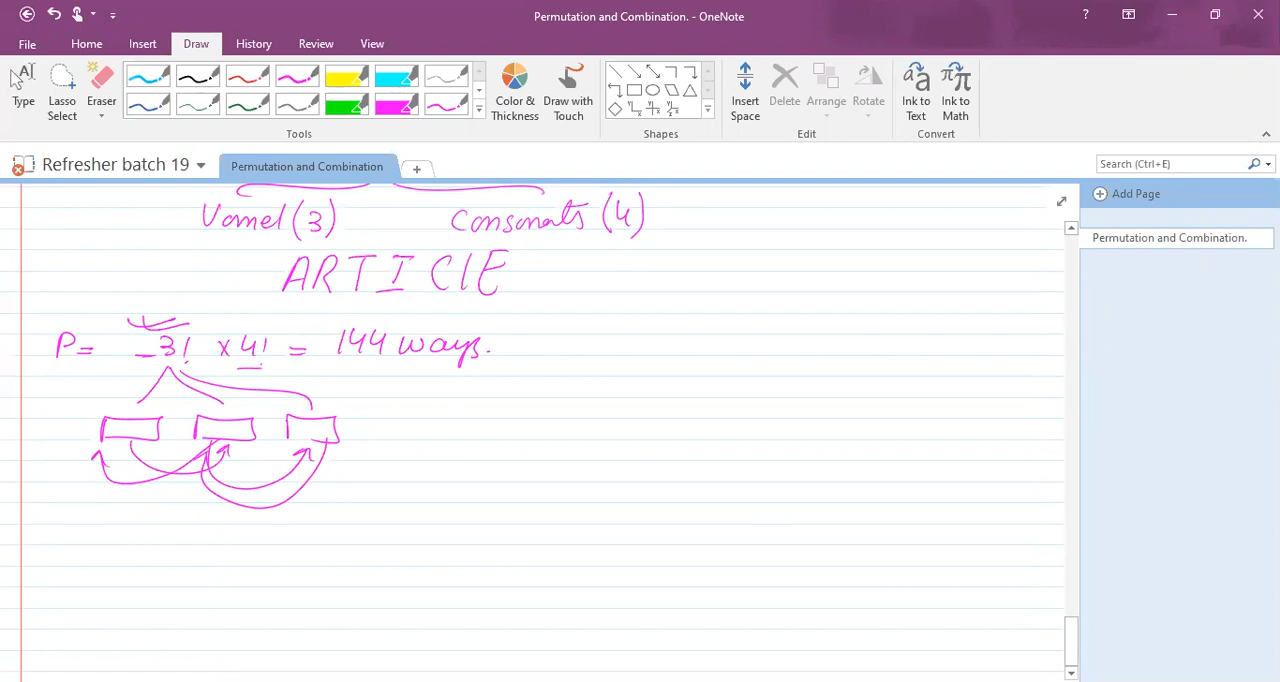 Permutation and Combination. - OneNote
?
File Home Insert Draw History Review View
Type Lasso Select Eraser Color & Thickness Draw with Touch Insert Space Delete Arrange Rotate Ink to Text Ink to Math
Tools Shapes Edit Convert
Refresher batch 19 Permutation and Combination Search (Ctrl+E)
Add Page
Permutation and Combination.
Vowel (3) Consonats (4)
ARTICLE
P = 3! × 4! = 144 ways.